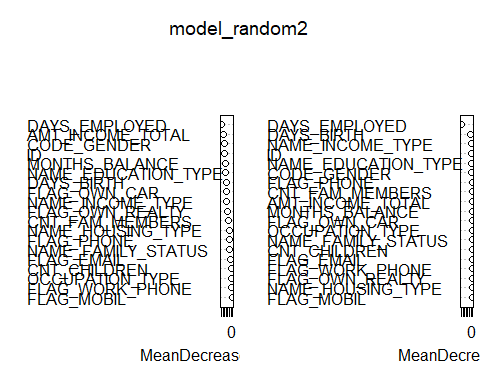 model_random2
DAYS_EMPLOYED
AMT_INCOME_TOTAL
CODE_GENDER
ID
MONTHS_BALANCE
NAME_EDUCATION_TYPE
DAYS_BIRTH
FLAG_OWN_CAR
NAME_INCOME_TYPE
FLAG_OWN_REALTY
CNT_FAM_MEMBERS
NAME_HOUSING_TYPE
FLAG_PHONE
NAME_FAMILY_STATUS
FLAG_EMAIL
CNT_CHILDREN
OCCUPATION_TYPE
FLAG_WORK_PHONE
FLAG_MOBIL
0
MeanDecrease
DAYS_EMPLOYED
DAYS_BIRTH
NAME_INCOME_TYPE
ID
NAME_EDUCATION_TYPE
CODE_GENDER
FLAG_PHONE
CNT_FAM_MEMBERS
AMT_INCOME_TOTAL
MONTHS_BALANCE
FLAG_OWN_CAR
OCCUPATION_TYPE
NAME_FAMILY_STATUS
CNT_CHILDREN
FLAG_EMAIL
FLAG_WORK_PHONE
FLAG_OWN_REALTY
NAME_HOUSING_TYPE
FLAG_MOBIL
0
MeanDecre